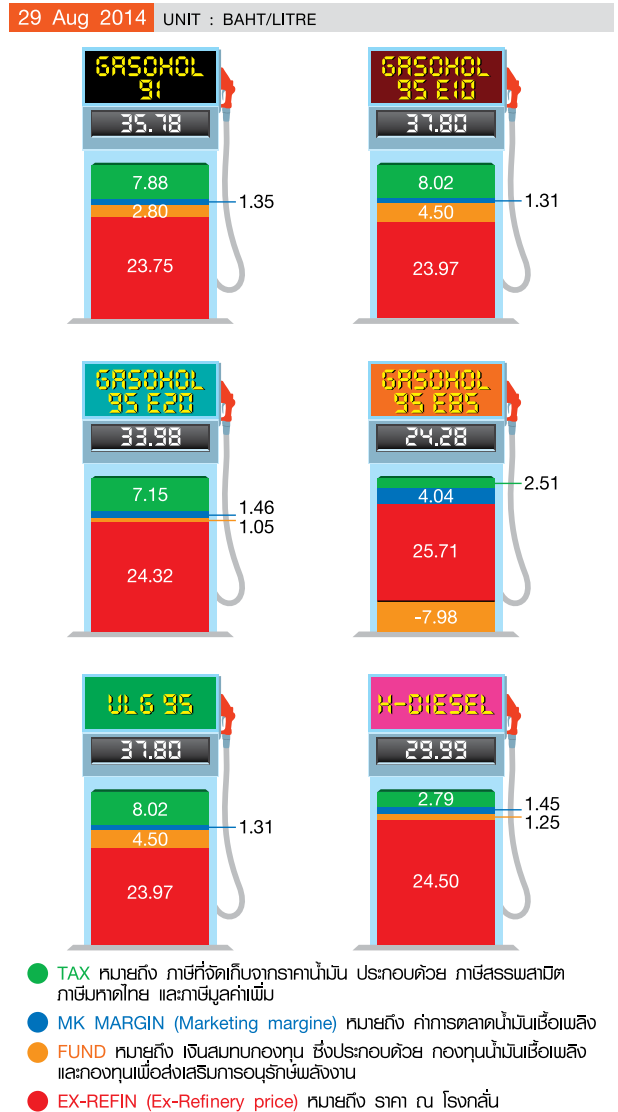 29 Aug 2014 UNIT : BAHT/LITRE
GASOHOL
91
35.78
7.88
1.35
2.80
23.75
GASOHOL
95 E10
37.80
8.02
1.31
4.50
23.97
GASOHOL
95 E20
33.98
7.15
1.46
1.05
24.32
GASOHOL
95 E85
24.28
2.51
4.04
25.71
-7.98
ULG 95
37.80
8.02
1.31
4.50
23.97
H-DIESEL
29.99
2.79
1.45
1.25
24.50
TAX หมายถึง ภาษีที่จัดเก็บจากราคาน้ำมัน ประกอบด้วย ภาษีสรรพสามิต
ภาษีมหาดไทย และภาษีมูลค่าเพิ่ม
MK MARGIN (Marketing margine) หมายถึง ค่าการตลาดน้ำมันเชื้อเพลิง
FUND หมายถึง เงินสมทบกองทุน ซึ่งประกอบด้วย กองทุนน้ำมันเชื้อเพลิง
และกองทุนเพื่อส่งเสริมการอนุรักษ์พลังงาน
EX-REFIN (Ex-Refinery price) หมายถึง ราคา ณ โรงกลั่น